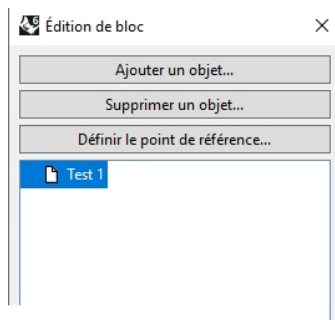 Édition de bloc
Ajouter un objet...
Supprimer un objet...
Définir le point de référence...
Test 1